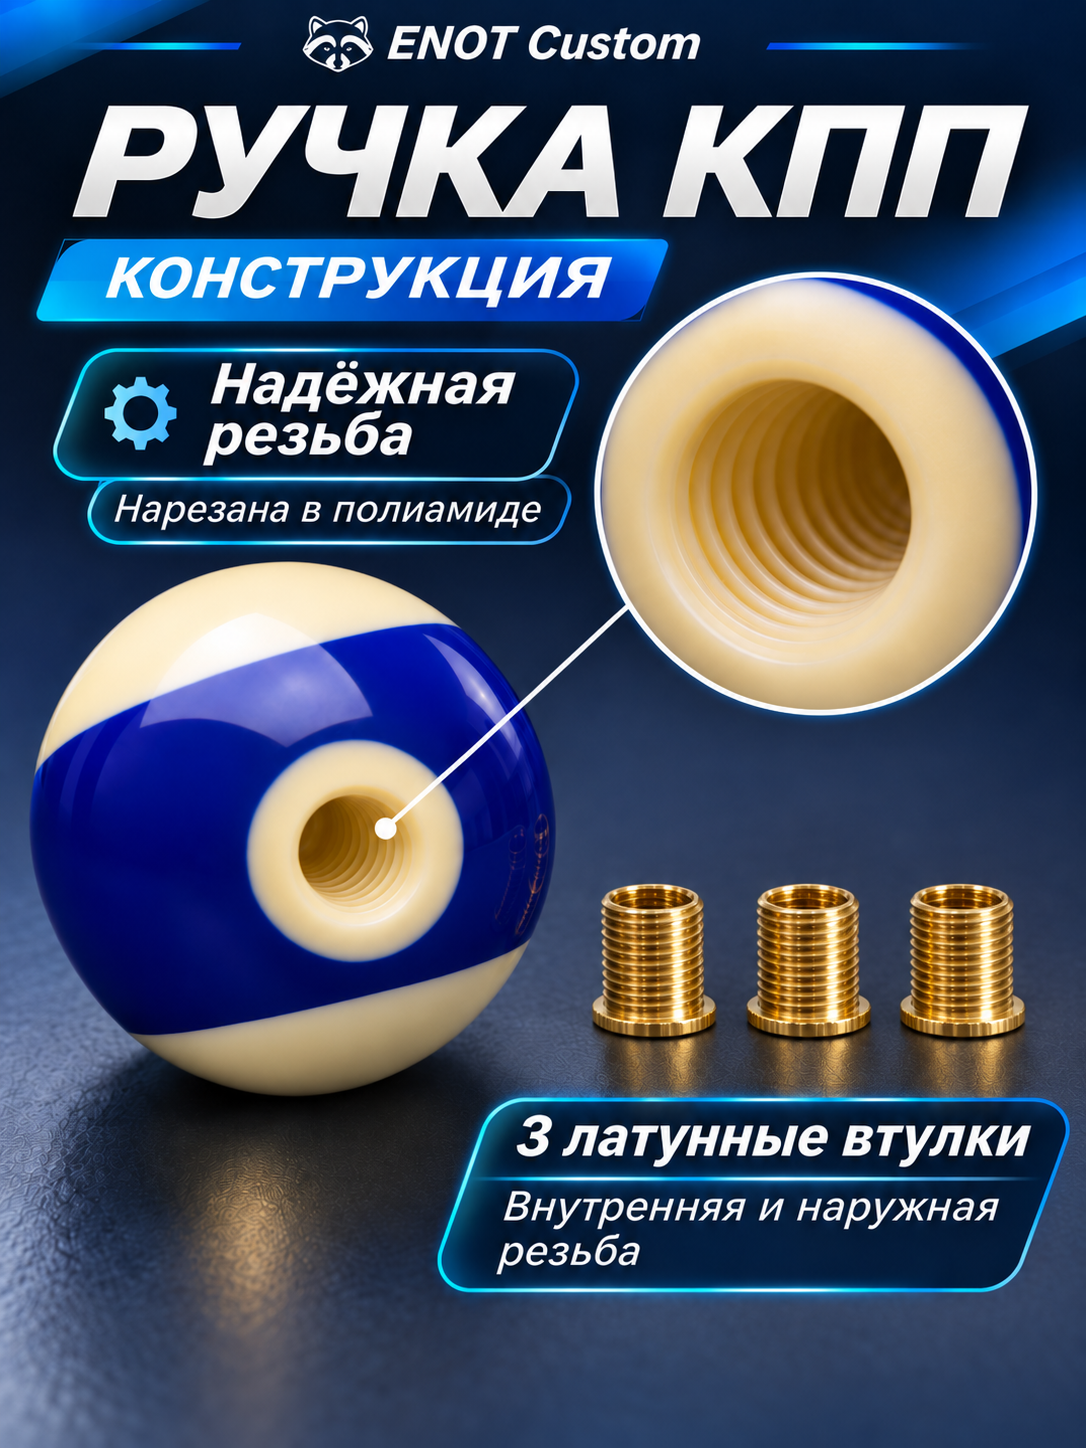 ENOT Custom
РУЧКА КПП
КОНСТРУКЦИЯ
Надёжная
резьба
Нарезана в полиамиде
3 латунные втулки
Внутренняя и наружная
резьба